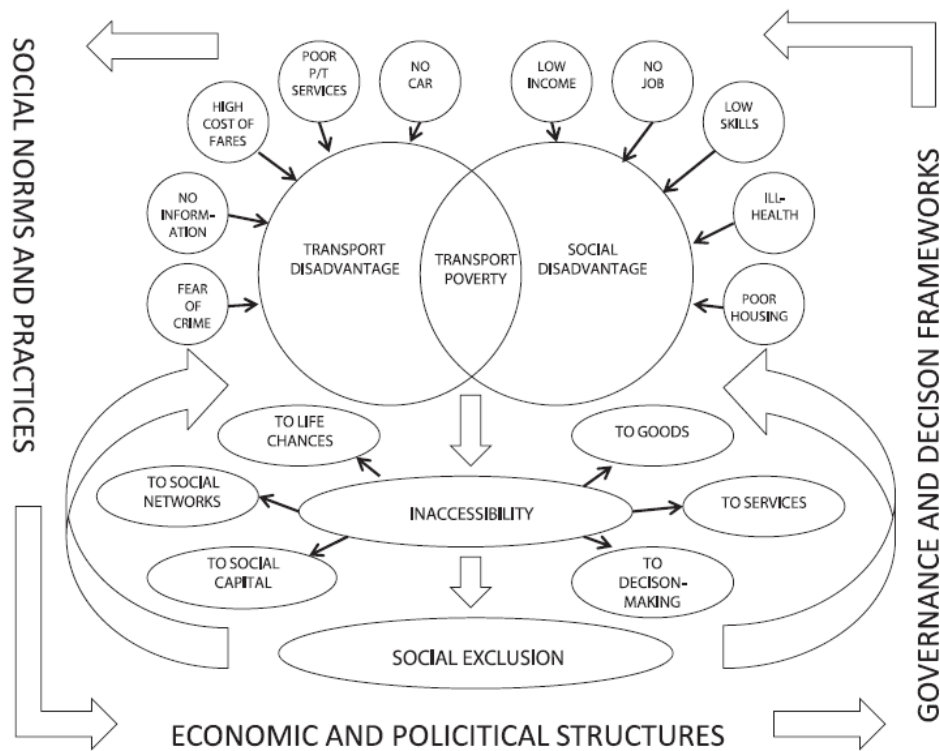 SOCIAL NORMS AND PRACTICES
POOR
P/T
SERVICES
NO
CAR
LOW
INCOME
NO
JOB
HIGH
COST OF
FARES
LOW
SKILLS
NO
INFORM-
ATION
ILL-
HEALTH
TRANSPORT
DISADVANTAGE
TRANSPORT
POVERTY
SOCIAL
DISADVANTAGE
FEAR
OF
CRIME
POOR
HOUSING
TO LIFE
CHANCES
TO GOODS
TO SOCIAL
NETWORKS
INACCESSIBILITY
TO SERVICES
TO SOCIAL
CAPITAL
TO
DECISON-
MAKING
SOCIAL EXCLUSION
ECONOMIC AND POLICITICAL STRUCTURES
GOVERNANCE AND DECISON FRAMEWORKS